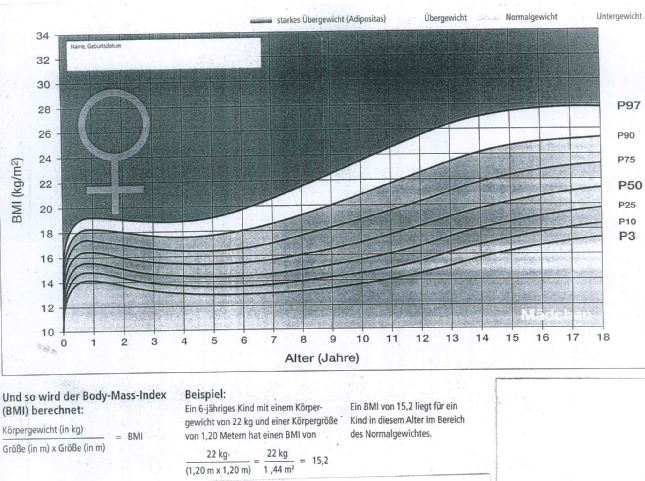 starkes Übergewicht (Adipositas) Übergewicht Normalgewicht Untergewicht
Name, Geburtsdatum
BMI (kg/m²)
34
32
30
28
26
24
22
20
18
16
14
12
10
P97
P90
P75
P50
P25
P10
P3
Mädchen
0 1 2 3 4 5 6 7 8 9 10 11 12 13 14 15 16 17 18
Alter (Jahre)
Und so wird der Body-Mass-Index
(BMI) berechnet:
Körpergewicht (in kg)
= BMI
Größe (in m) x Größe (in m)
Beispiel:
Ein 6-jähriges Kind mit einem Körper-
gewicht von 22 kg und einer Körpergröße
von 1,20 Metern hat einen BMI von
22 kg 22 kg
= = 15,2
(1,20 m x 1,20 m) 1,44 m²
Ein BMI von 15,2 liegt für ein
Kind in diesem Alter im Bereich
des Normalgewichtes.